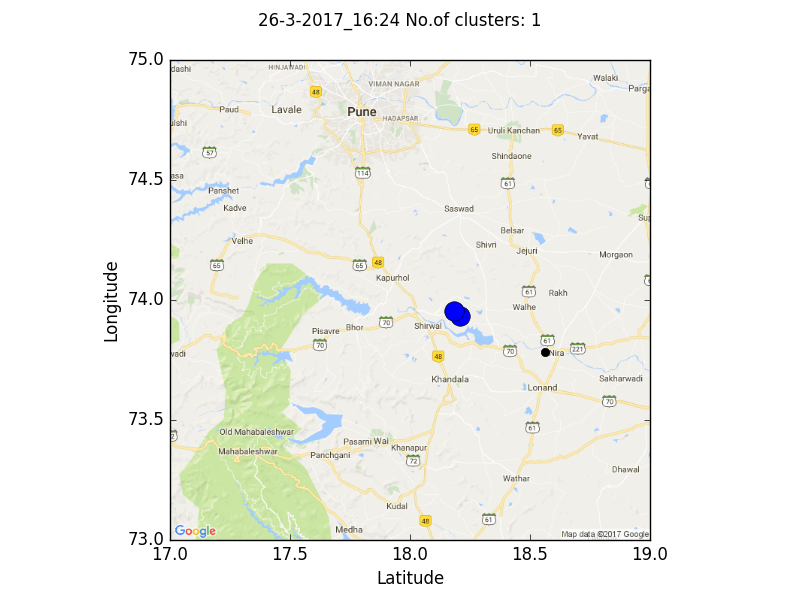 26-3-2017_16:24 No.of clusters: 1
75.0
74.5
74.0
73.5
73.0
Longitude
dashi
HINJAWADI
48
VIMAN NAGAR
Walaki
Parga
Paud
Lavale
Pune
HADAPSAR
ulshi
65
Uruli Kanchan
65
Yavat
57
Shindaone
asa
114
61
Panshet
Kadve
Saswad
Sup
Velhe
Belsar
Shivri
Jejuri
Morgaon
65
65
48
Kapurhol
61
Rakh
Walhe
Pisavre
Bhor
70
Shirwal
vadi
70
61
70
Nira
221
48
Khandala
Lonand
Sakharwadi
70
Old Mahabaleshwar
Mahabaleshwar
Pasarni
Wai
Panchgani
Khanapur
72
61
Wathar
Dhawal
Kudal
48
61
Medha
Google
Map data ©2017 Google
17.0
17.5
18.0
18.5
19.0
Latitude